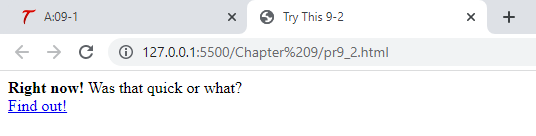 A:09-1
Try This 9-2
127.0.0.1:5500/Chapter%209/pr9_2.html
Right now! Was that quick or what?
Find out!